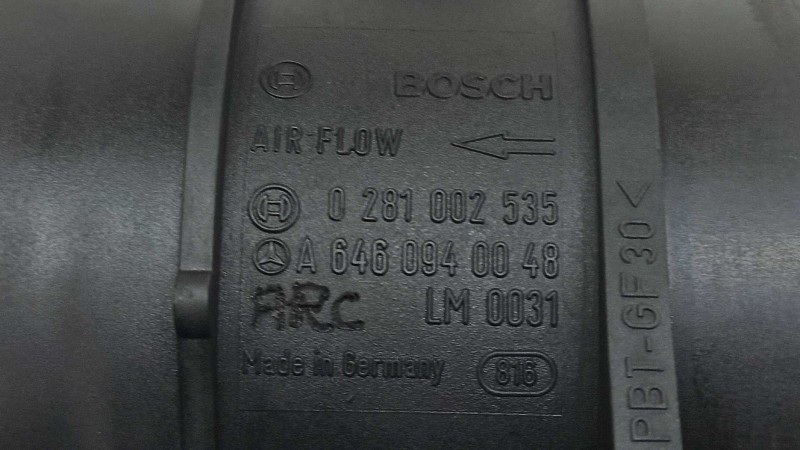 BOSCH
AIR FLOW
0 281 002 535
A 646 094 00 48
ARC LM 0031
Made in Germany 816
PBT-GF30<